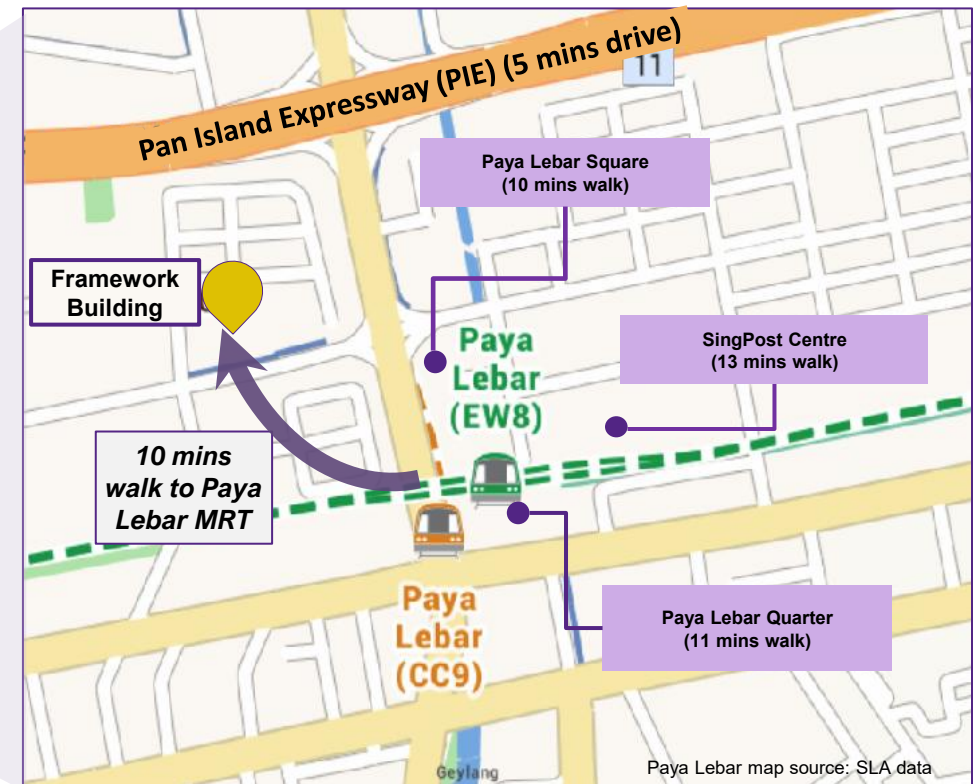 Pan Island Expressway (PIE) (5 mins drive)
11
Paya Lebar Square
(10 mins walk)
Framework
Building
Paya
Lebar
(EW8)
SingPost Centre
(13 mins walk)
10 mins
walk to Paya
Lebar MRT
Paya
Lebar
(CC9)
Paya Lebar Quarter
(11 mins walk)
Geylang
Paya Lebar map source: SLA data